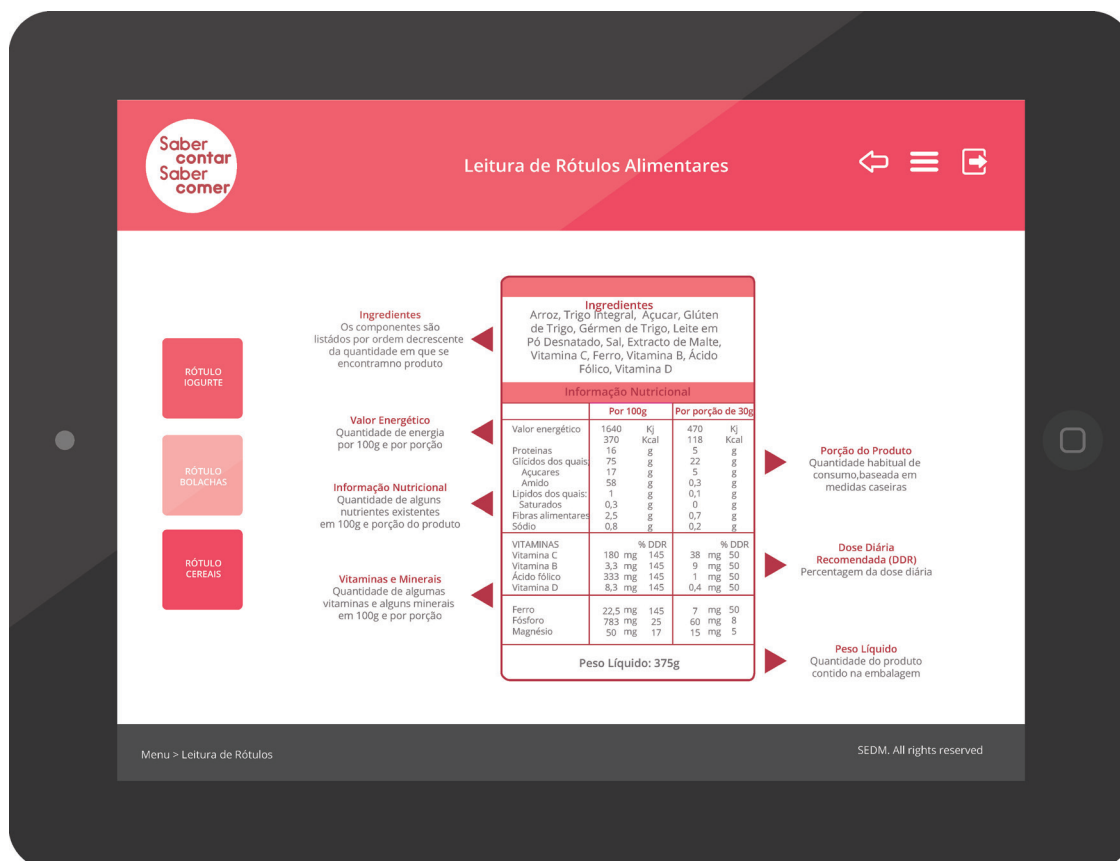 Saber
contar
Saber
comer
Leitura de Rótulos Alimentares
RÓTULO
IOGURTE
RÓTULO
BOLACHAS
RÓTULO
CEREAIS
Ingredientes
Os componentes são
listádos por ordem decrescente
da quantidade em que se
encontramno produto
Valor Energético
Quantidade de energia
por 100g e por porção
Informação Nutricional
Quantidade de alguns
nutrientes existentes
em 100g e porção do produto
Vitaminas e Minerais
Quantidade de algumas
vitaminas e alguns minerais
em 100g e por porção
Ingredientes
Arroz, Trigo Integral, Açucar, Glúten
de Trigo, Gérmen de Trigo, Leite em
Pó Desnatado, Sal, Extracto de Malte,
Vitamina C, Ferro, Vitamina B, Ácido
Fólico, Vitamina D
Informação Nutricional
Por 100g Por porção de 30g
Valor energético 1640 Kj 470 Kj
370 Kcal 118 Kcal
Proteinas 16 g 5 g
Glícidos dos quais: 75 g 22 g
Açucares 17 g 5 g
Amido 58 g 0,3 g
Lipidos dos quais: 1 g 0,1 g
Saturados 0,3 g 0 g
Fibras alimentares 2,5 g 0,7 g
Sódio 0,8 g 0,2 g
VITAMINAS % DDR % DDR
Vitamina C 180 mg 145 38 mg 50
Vitamina B 3,3 mg 145 9 mg 50
Ácido fólico 333 mg 145 1 mg 50
Vitamina D 8,3 mg 145 0,4 mg 50
Ferro 22,5 mg 145 7 mg 50
Fósforo 783 mg 25 60 mg 8
Magnésio 50 mg 17 15 mg 5
Peso Líquido: 375g
Porção do Produto
Quantidade habitual de
consumo,baseada em
medidas caseiras
Dose Diária
Recomendada (DDR)
Percentagem da dose diária
Peso Líquido
Quantidade do produto
contido na embalagem
Menu > Leitura de Rótulos
SEDM. All rights reserved